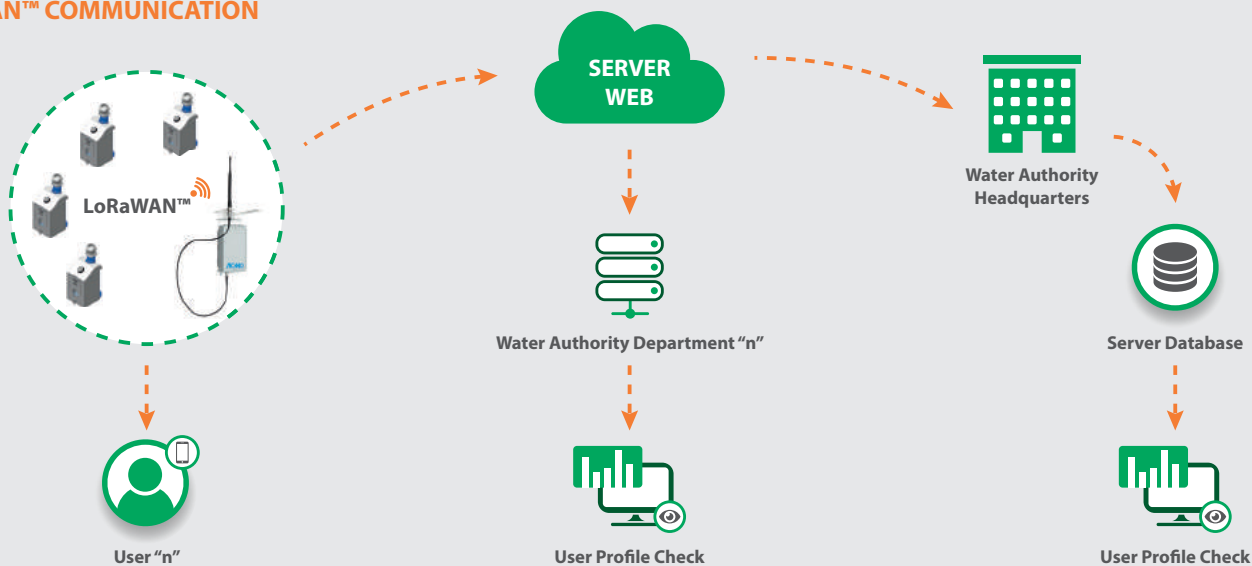 AN™ COMMUNICATION
SERVER
WEB
LoRaWAN™
Water Authority
Headquarters
Water Authority Department “n”
Server Database
User “n”
User Profile Check
User Profile Check